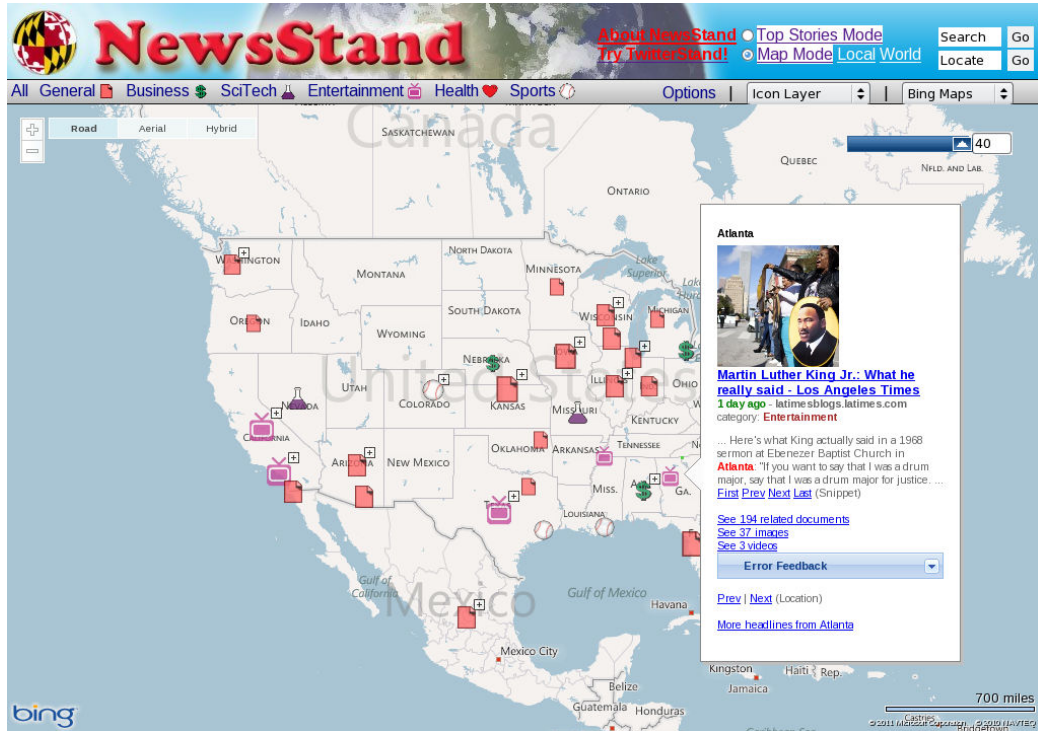 NewsStand
About NewsStand
Top Stories Mode
Search
Go
Try TwitterStand!
Map Mode Local World
Locate
Go
All General Business SciTech Entertainment Health Sports
Options | Icon Layer | Bing Maps
Road Aerial Hybrid
40
Canada
SASKATCHEWAN
QUEBEC
NFLD. AND LAB.
ONTARIO
WASHINGTON
NORTH DAKOTA
MONTANA
MINNESOTA
Lake
Superior
SOUTH DAKOTA
WISCONSIN
MICHIGAN
OREGON
IDAHO
WYOMING
IOWA
NEBRASKA
United States
UTAH
ILLINOIS
OHIO
NEVADA
COLORADO
KANSAS
MISSOURI
KENTUCKY
CALIFORNIA
OKLAHOMA
ARKANSAS
TENNESSEE
ARIZONA
NEW MEXICO
MISS.
GA.
LOUISIANA
Gulf of
California
Mexico
Gulf of Mexico
Havana
Mexico City
Belize
Guatemala
Honduras
Kingston
Haiti
Rep.
Jamaica
Atlanta
Martin Luther King Jr.: What he
really said - Los Angeles Times
1 day ago - latimesblogs.latimes.com
category: Entertainment
... Here's what King actually said in a 1968
sermon at Ebenezer Baptist Church in
Atlanta: "If you want to say that I was a drum
major, say that I was a drum major for justice. ...
First Prev Next Last (Snippet)
See 194 related documents
See 37 images
See 3 videos
Error Feedback
Prev | Next (Location)
More headlines from Atlanta
700 miles
bing
Castries
© 2011 Microsoft Corporation © 2010 NAVTEQ
Bridgetown